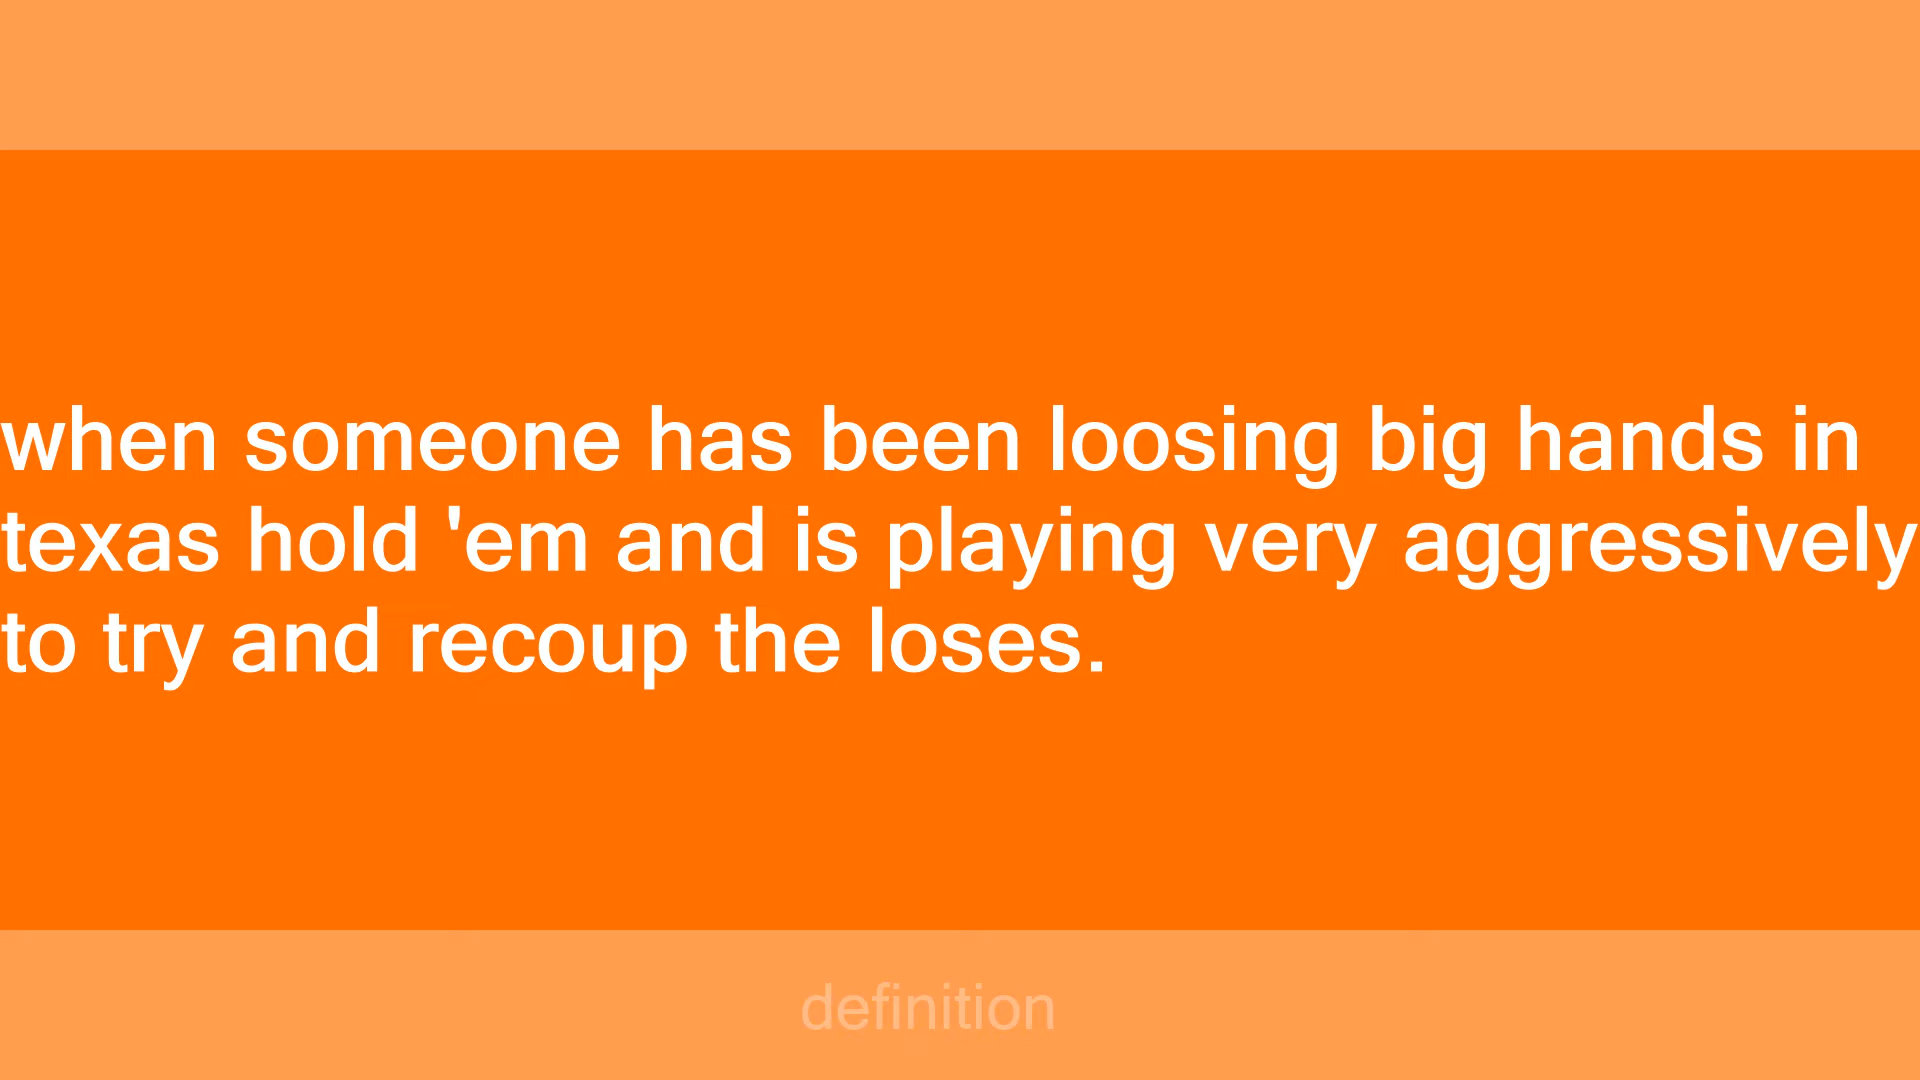 when someone has been loosing big hands in
texas hold 'em and is playing very aggressively
to try and recoup the loses.
definition